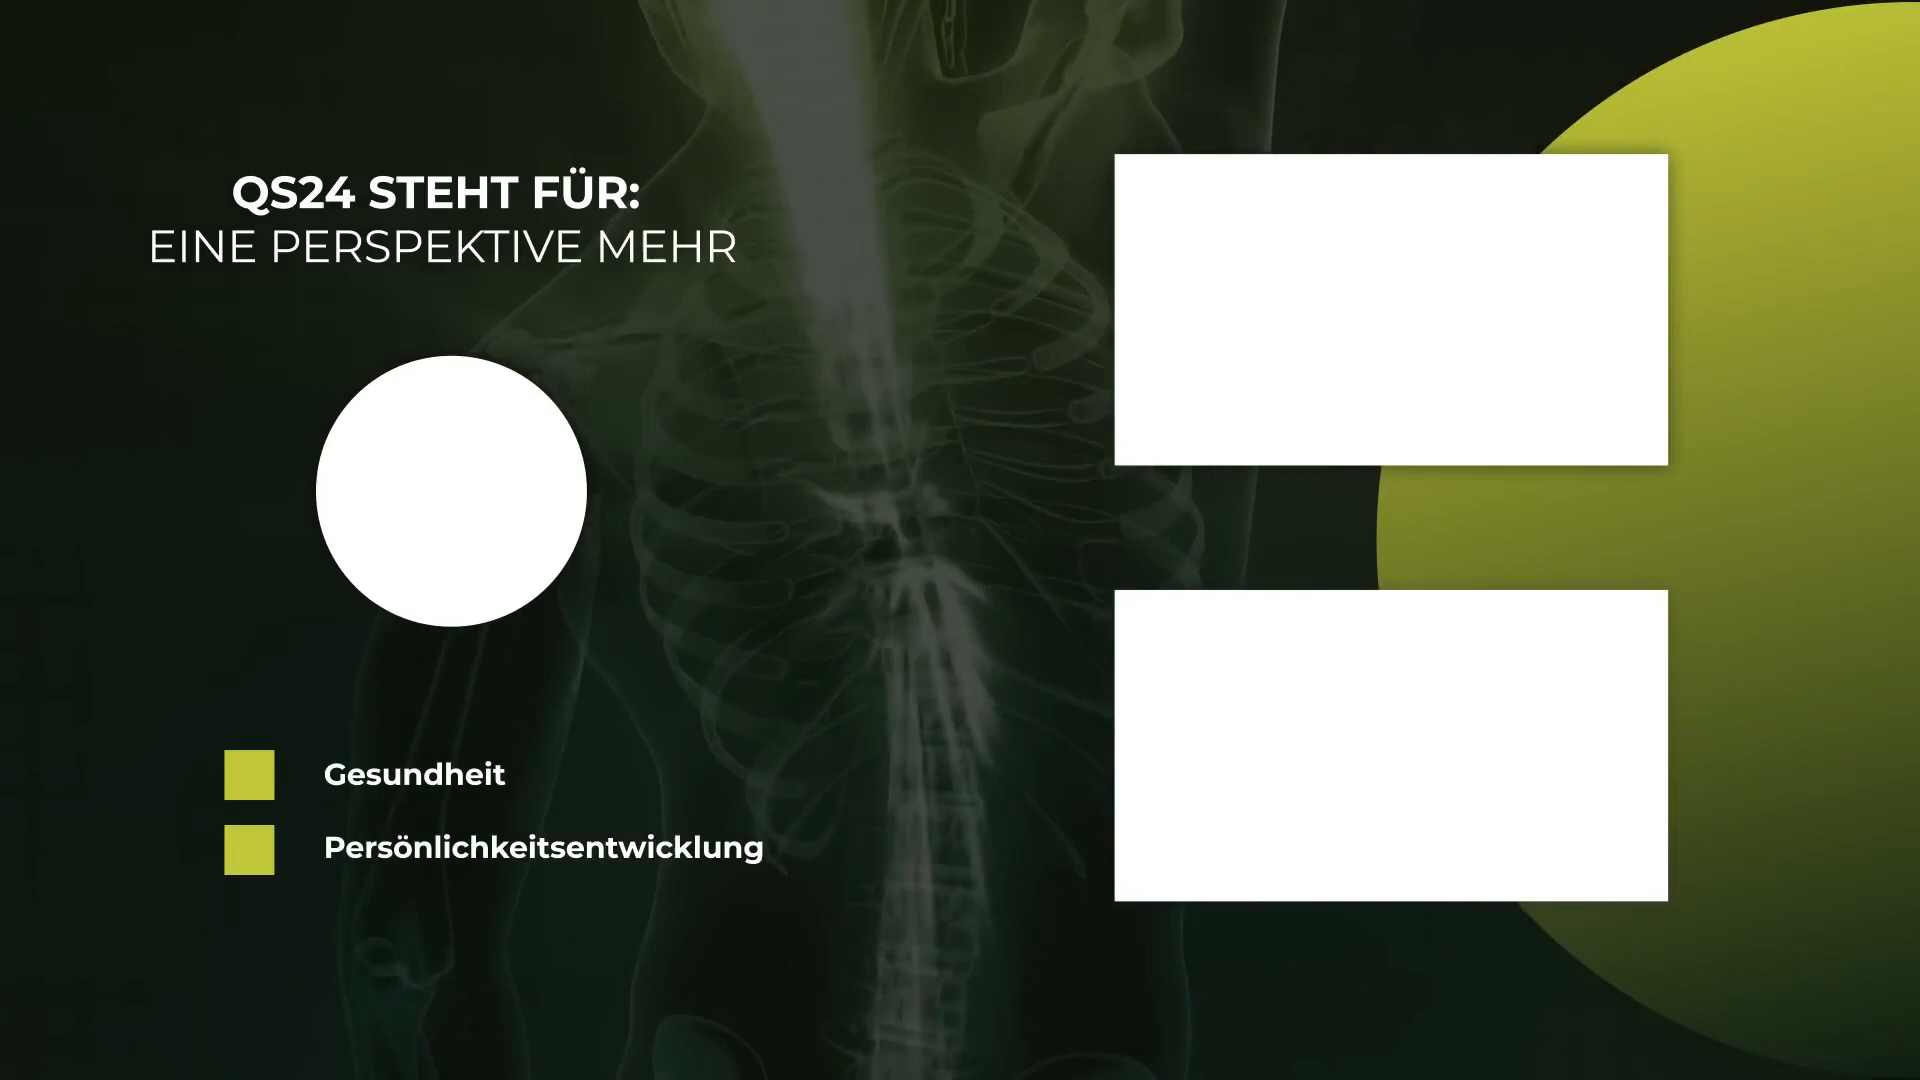 QS24 STEHT FÜR:
EINE PERSPEKTIVE MEHR
Gesundheit
Persönlichkeitsentwicklung